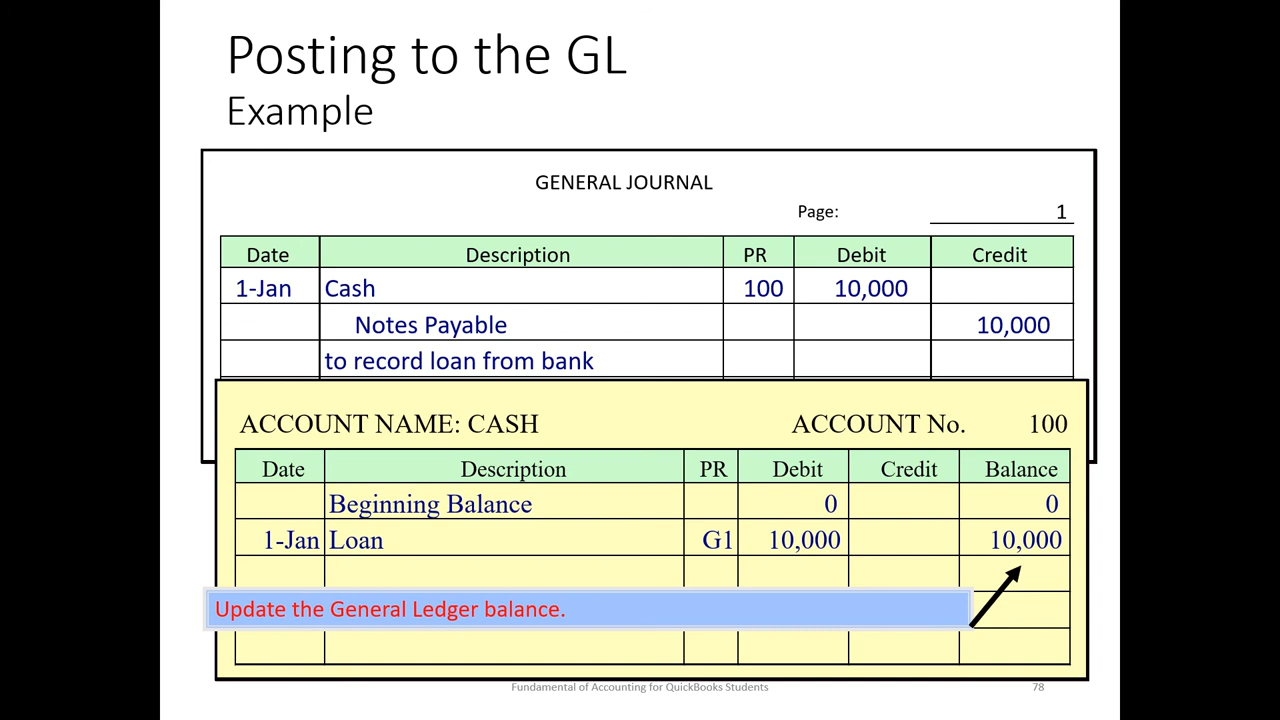 Posting to the GL
Example
GENERAL JOURNAL
Page: 1
Date Description PR Debit Credit
1-Jan Cash 100 10,000
Notes Payable 10,000
to record loan from bank
ACCOUNT NAME: CASH ACCOUNT No. 100
Date Description PR Debit Credit Balance
Beginning Balance 0 0
1-Jan Loan G1 10,000 10,000
Update the General Ledger balance.
Fundamental of Accounting for QuickBooks Students 78